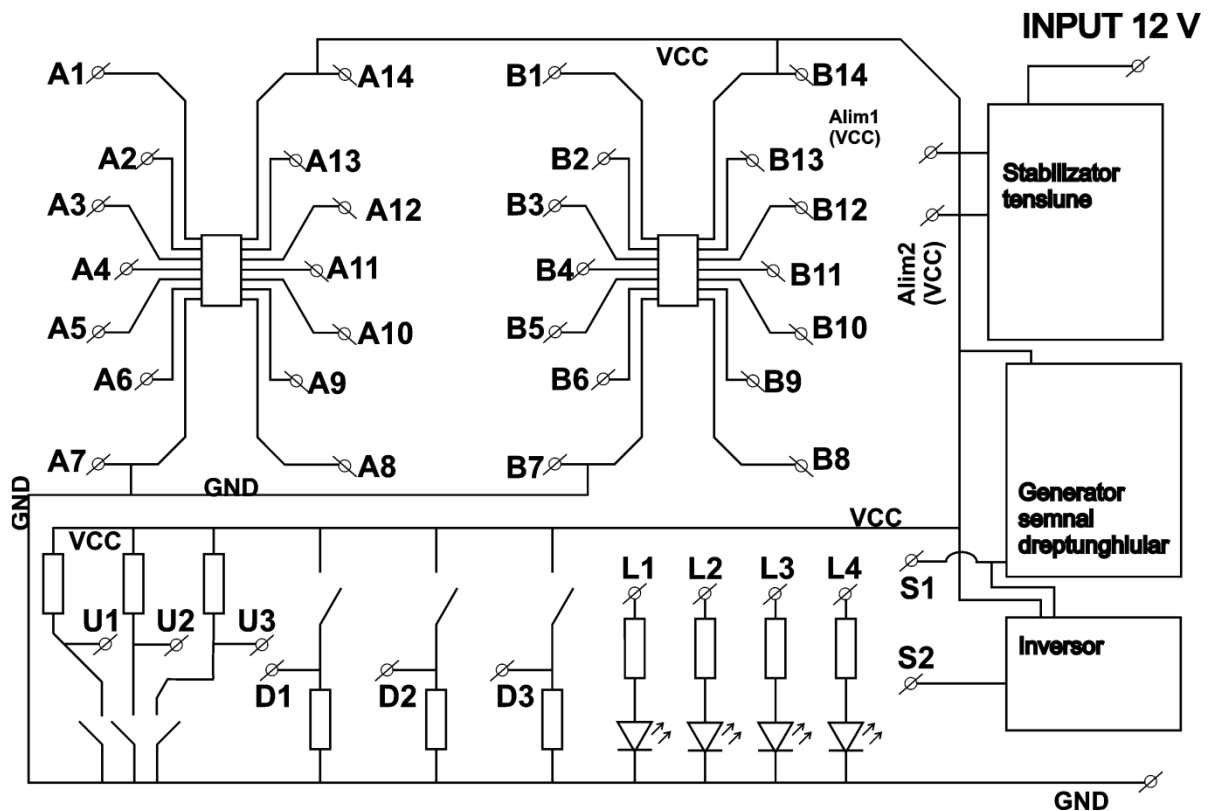 INPUT 12 V
VCC
A1
A14
B1
B14
Alim1
(VCC)
A2
A13
B2
B13
Stabilizator
tensiune
A3
A12
B3
B12
A4
A11
B4
B11
Alim2
(VCC)
A5
A10
B5
B10
A6
A9
B6
B9
A7
A8
B7
B8
GND
GND
Generator
semnal
dreptunghiular
VCC
VCC
S1
L1
L2
L3
L4
U1
U2
U3
Inversor
S2
D1
D2
D3
GND